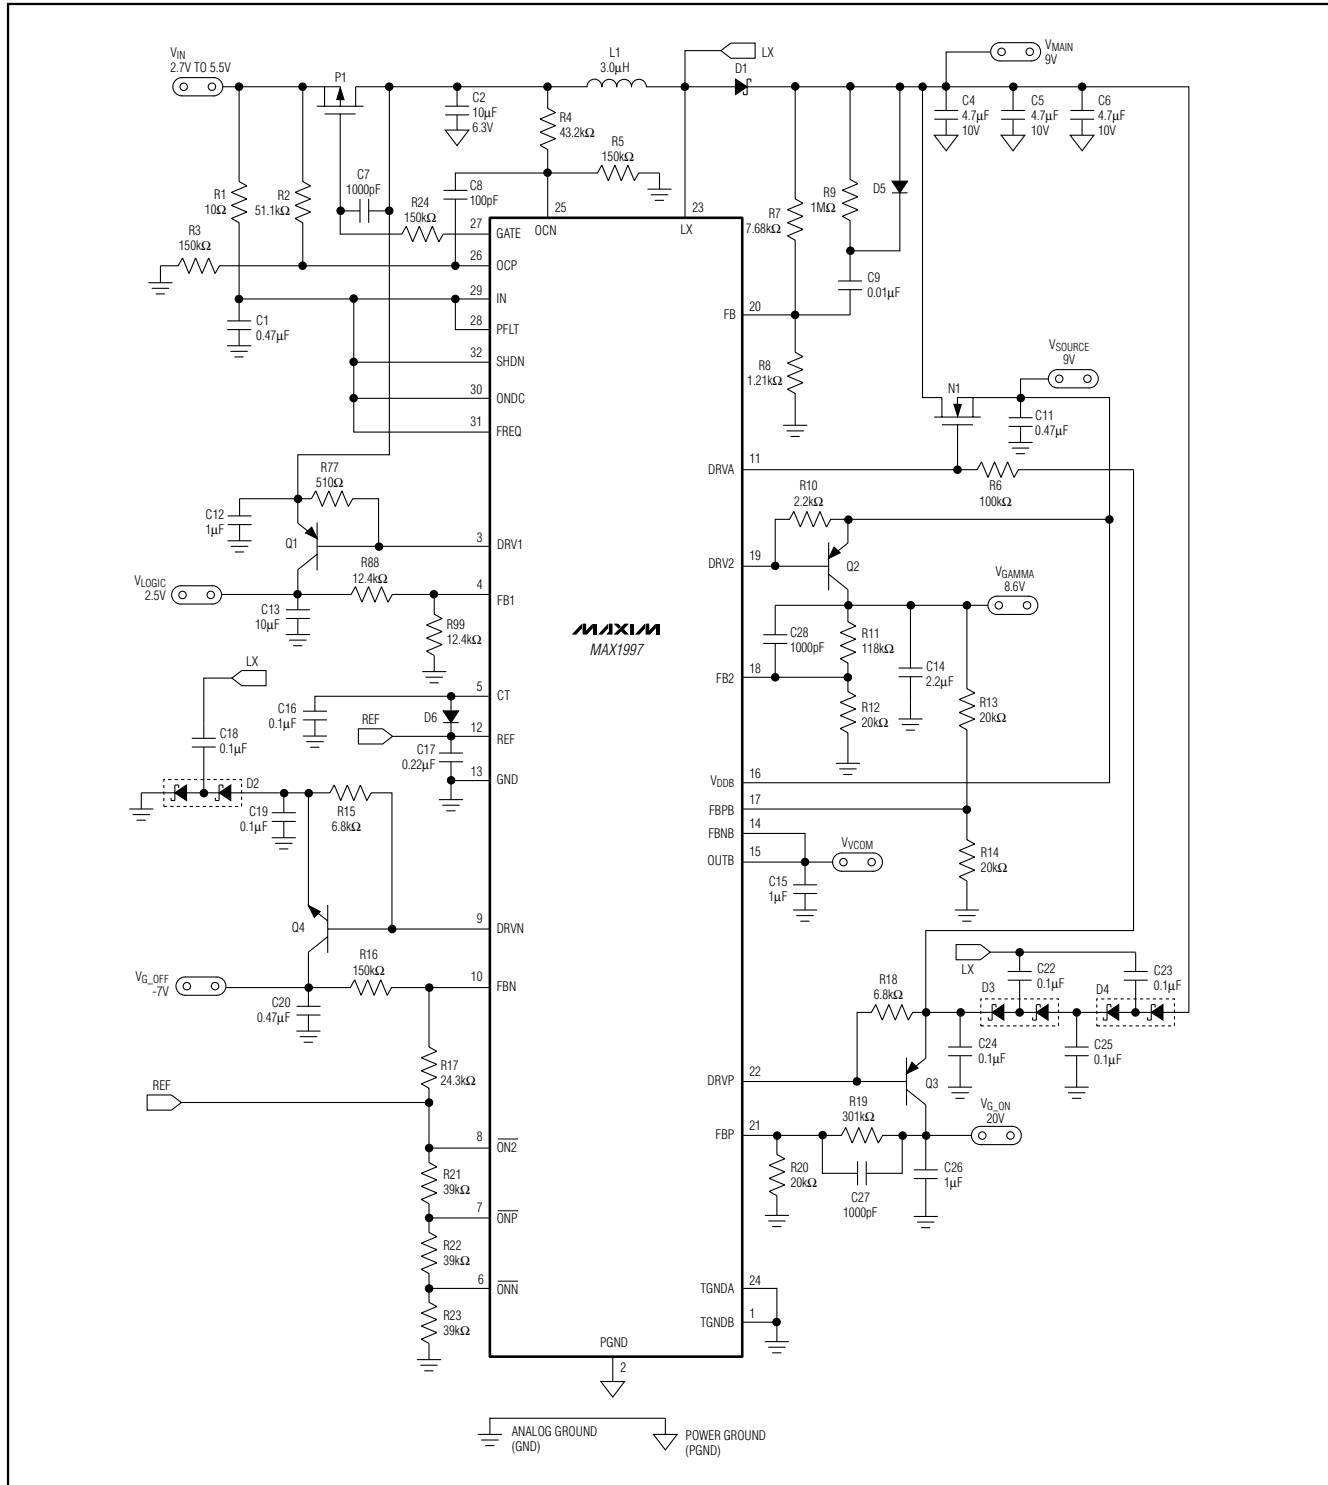 VIN
2.7V TO 5.5V
P1
L1
3.0µH
LX
D1
VMAIN
9V
C2
10µF
6.3V
R4
43.2kΩ
R5
150kΩ
C4
4.7µF
10V
C5
4.7µF
10V
C6
4.7µF
10V
R1
10Ω
R2
51.1kΩ
R3
150kΩ
C7
1000pF
R24
150kΩ
C8
100pF
R7
7.68kΩ
R9
1MΩ
D5
C9
0.01µF
R8
1.21kΩ
25
OCN
23
LX
27
GATE
26
OCP
29
IN
28
PFLT
32
SHDN
30
ONDC
31
FREQ
20
FB
C1
0.47µF
VSOURCE
9V
N1
C11
0.47µF
11
DRVA
R6
100kΩ
R77
510Ω
C12
1µF
Q1
3
DRV1
R10
2.2kΩ
19
DRV2
Q2
VLOGIC
2.5V
R88
12.4kΩ
4
FB1
C13
10µF
R99
12.4kΩ
MAXIM
MAX1997
VGAMMA
8.6V
C28
1000pF
R11
118kΩ
C14
2.2µF
18
FB2
R12
20kΩ
R13
20kΩ
LX
C18
0.1µF
5
CT
C16
0.1µF
D6
REF
12
REF
C17
0.22µF
13
GND
D2
C19
0.1µF
R15
6.8kΩ
16
VDDB
17
FBPB
14
FBNB
15
OUTB
VVCOM
C15
1µF
R14
20kΩ
Q4
9
DRVN
VG_OFF
-7V
R16
150kΩ
10
FBN
C20
0.47µF
R17
24.3kΩ
LX
C22
0.1µF
C23
0.1µF
D3
D4
R18
6.8kΩ
C24
0.1µF
C25
0.1µF
22
DRVP
Q3
REF
8
ON2
R21
39kΩ
7
ONP
R22
39kΩ
6
ONN
R23
39kΩ
21
FBP
R19
301kΩ
VG_ON
20V
R20
20kΩ
C27
1000pF
C26
1µF
24
TGNDA
1
TGNDB
PGND
2
ANALOG GROUND
(GND)
POWER GROUND
(PGND)